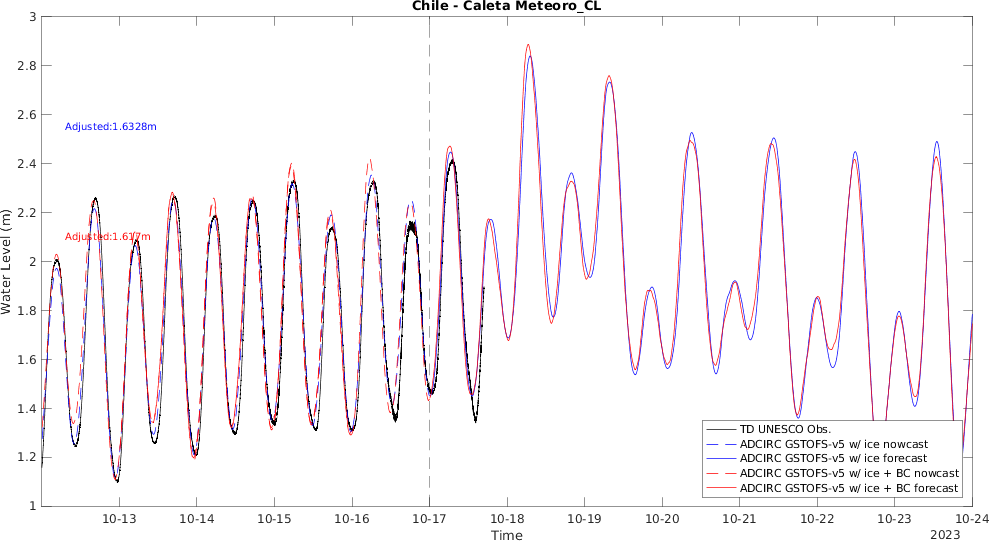 Chile - Caleta Meteoro_CL
3
2.8
2.6
2.4
2.2
2
1.8
1.6
1.4
1.2
1
Water Level (m)
Adjusted:1.6328m
Adjusted:1.617m
TD UNESCO Obs.
ADCIRC GSTOFS-v5 w/ ice nowcast
ADCIRC GSTOFS-v5 w/ ice forecast
ADCIRC GSTOFS-v5 w/ ice + BC nowcast
ADCIRC GSTOFS-v5 w/ ice + BC forecast
10-13 10-14 10-15 10-16 10-17 10-18 10-19 10-20 10-21 10-22 10-23 10-24
Time
2023